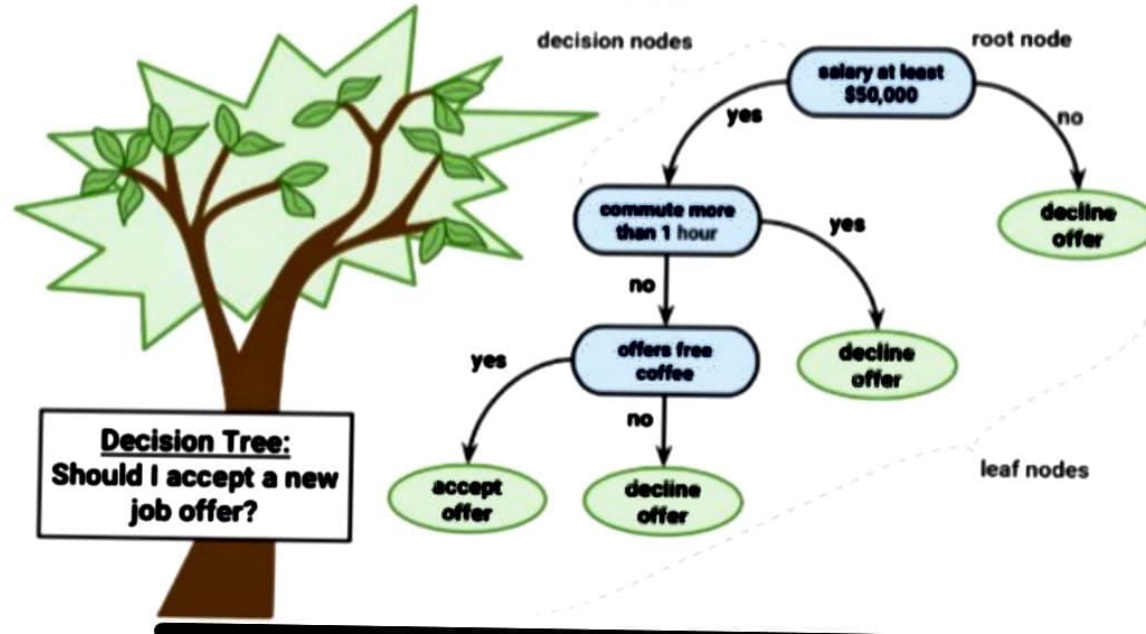 decision nodes
root node
salary at least
$50,000
yes
no
commute more
than 1 hour
yes
decline
offer
no
offers free
coffee
decline
offer
yes
no
accept
offer
decline
offer
leaf nodes
Decision Tree:
Should I accept a new
job offer?